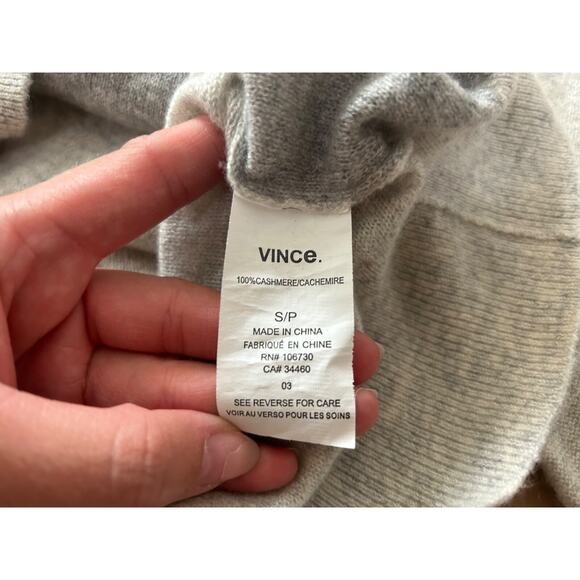 VINCe.
100%CASHMERE/CACHEMIRE
S/P
MADE IN CHINA
FABRIQUÉ EN CHINE
RN# 106730
CA# 34460
03
SEE REVERSE FOR CARE
VOIR AU VERSO POUR LES SOINS